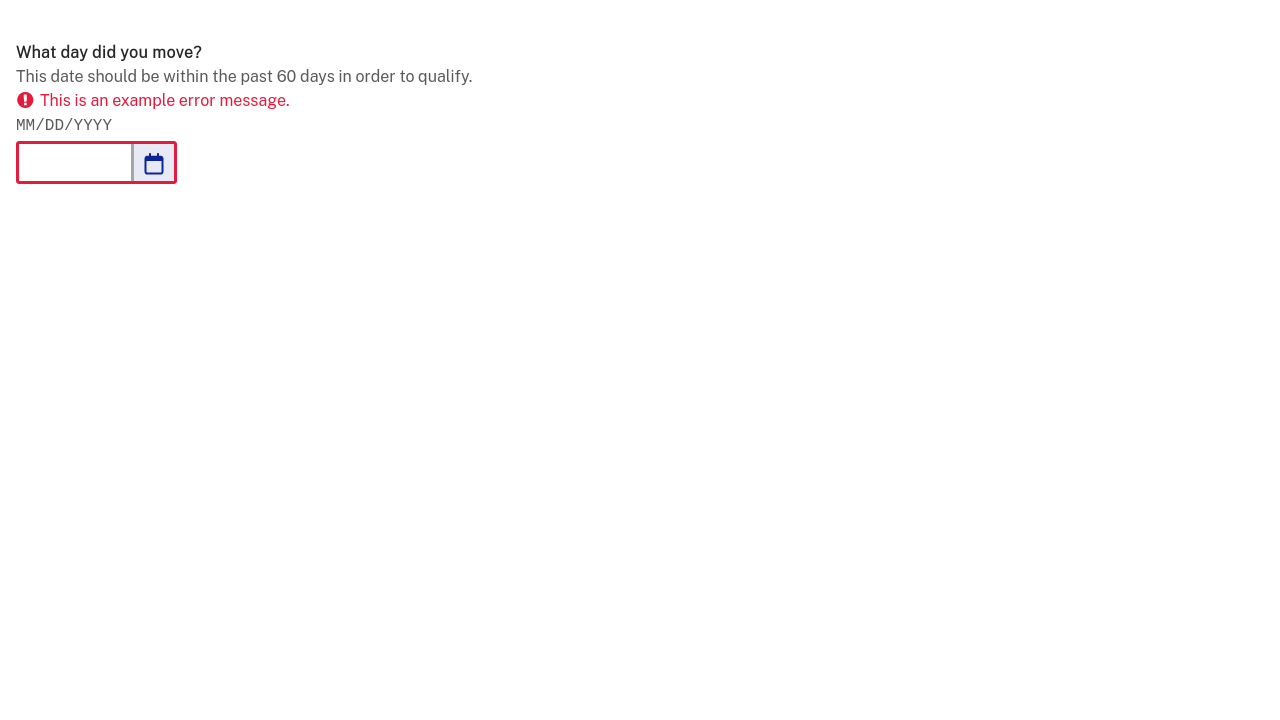 What day did you move?
This date should be within the past 60 days in order to qualify.
This is an example error message.
MM/DD/YYYY